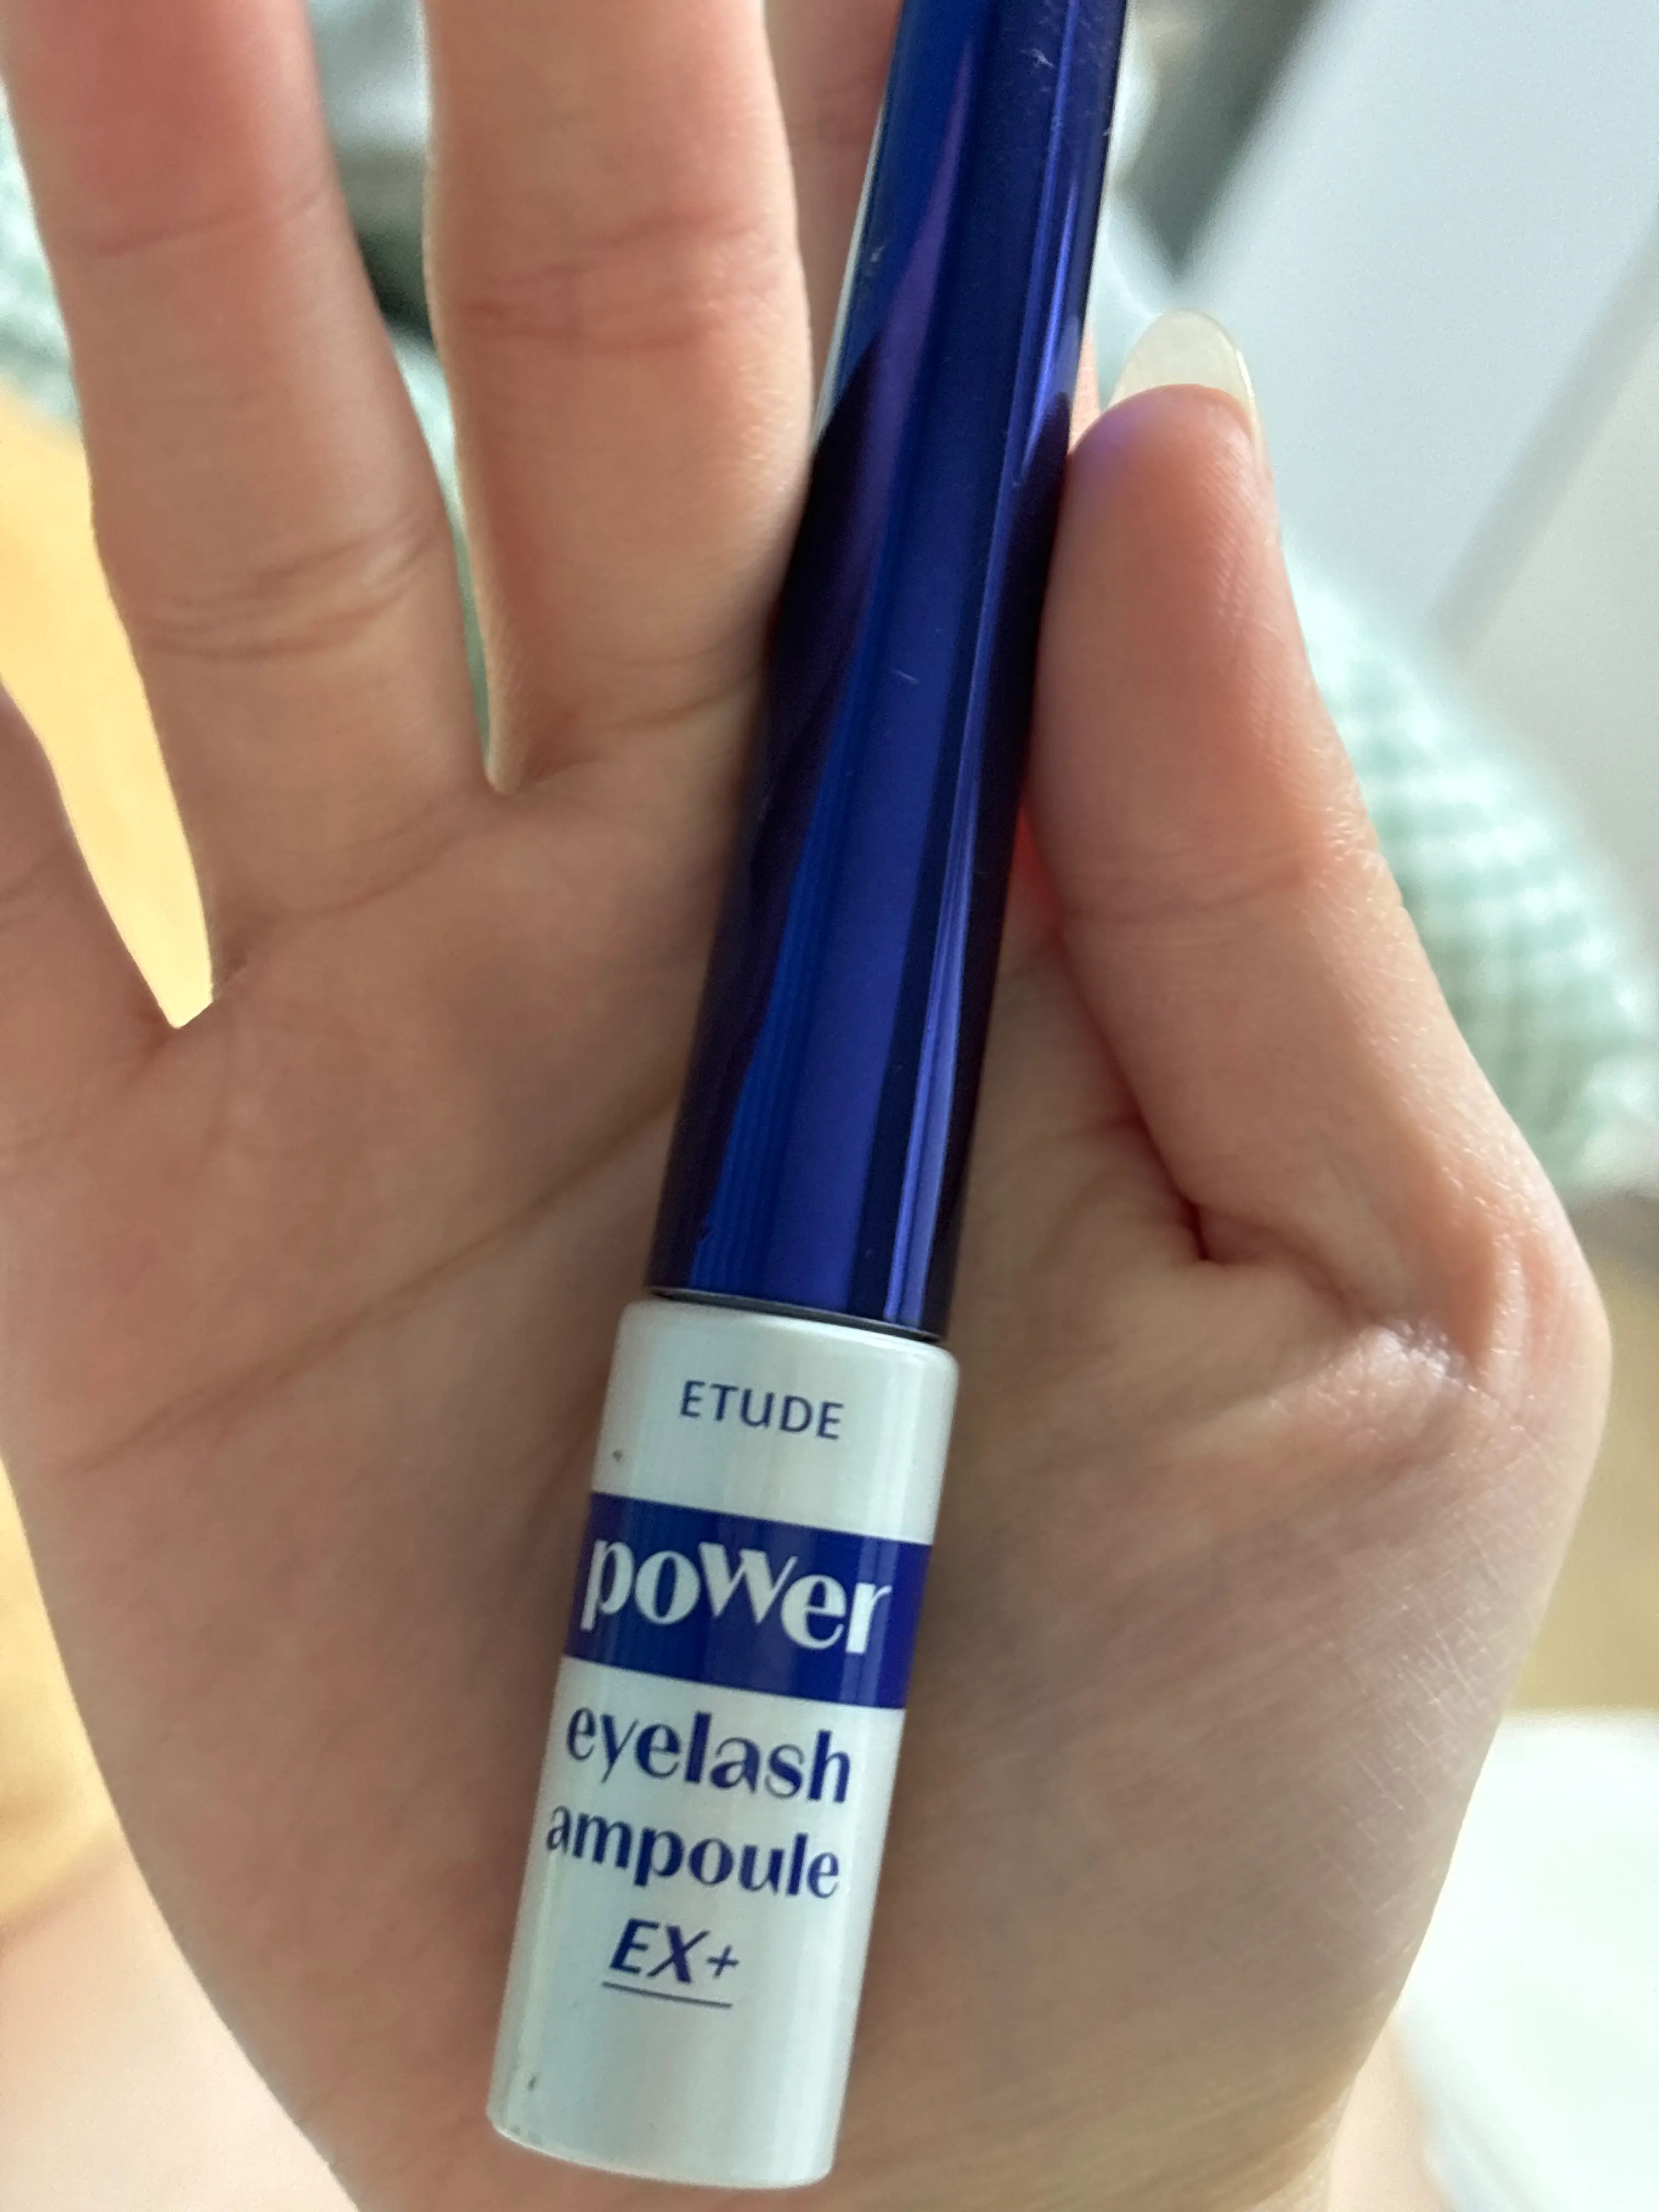 ETUDE
power
eyelash
ampoule
EX+